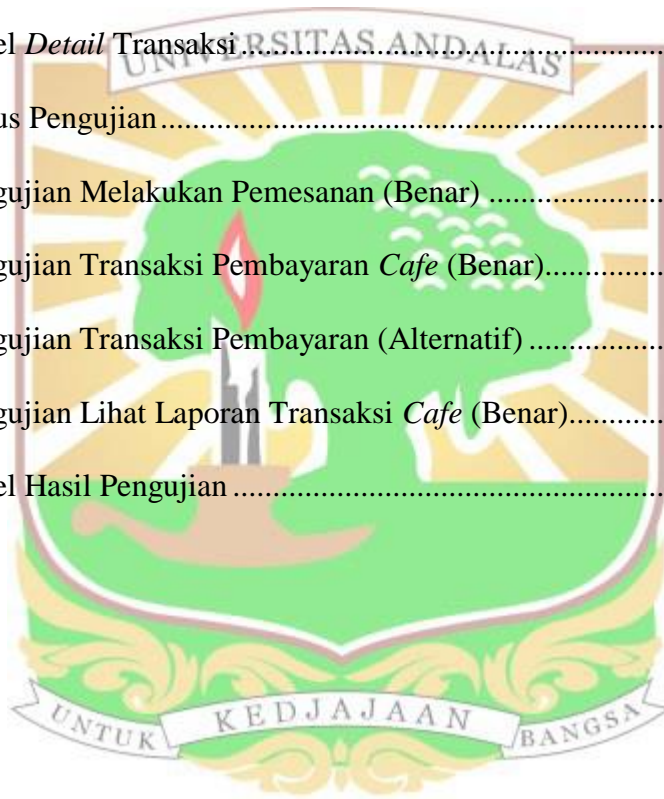 el Detail Transaksi ........................................................
UNIVERSITAS ANDALAS
us Pengujian ........................................................
gujian Melakukan Pemesanan (Benar) ........................
gujian Transaksi Pembayaran Cafe (Benar)...............
gujian Transaksi Pembayaran (Alternatif) ..................
gujian Lihat Laporan Transaksi Cafe (Benar)............
el Hasil Pengujian ........................................................
UNTUK KEDJAJAAN BANGSA